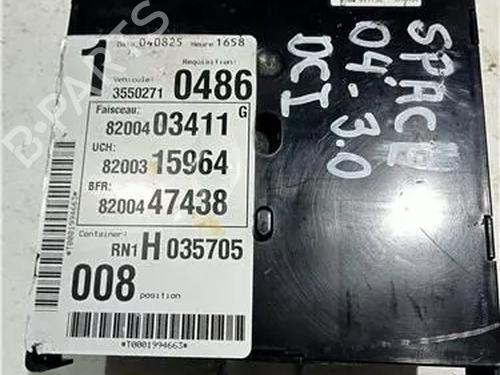 1
Date 040825 Heure 1658
Requisition:
Vehicule:
3550271 0486
Faisceau: G
82004 03411
UCH:
82003 15964
BFR:
82004 47438
Container:
RN1 H 035705
008 position
*T0001994663*
*T0001994663*
SPACE
04-3.0
DCI
B-PARTS